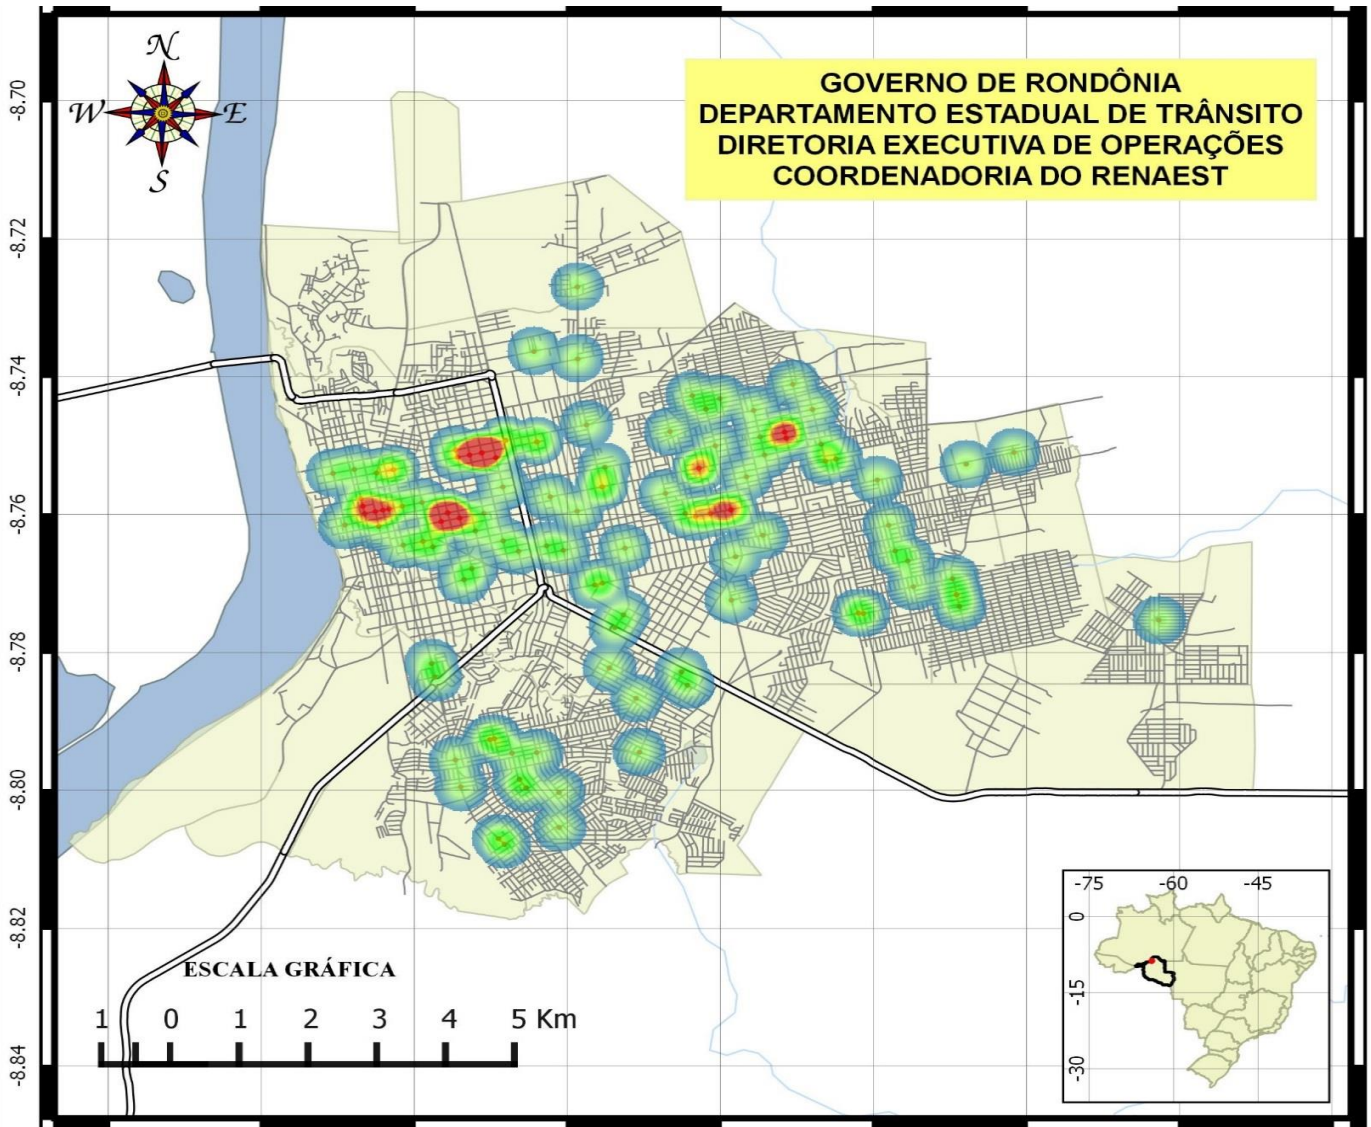 N
W E
S
GOVERNO DE RONDÔNIA
DEPARTAMENTO ESTADUAL DE TRÂNSITO
DIRETORIA EXECUTIVA DE OPERAÇÕES
COORDENADORIA DO RENAEST
-8.70
-8.72
-8.74
-8.76
-8.78
-8.80
-8.82
-8.84
ESCALA GRÁFICA
1 0 1 2 3 4 5 Km
-75 -60 -45
0
-15
-30